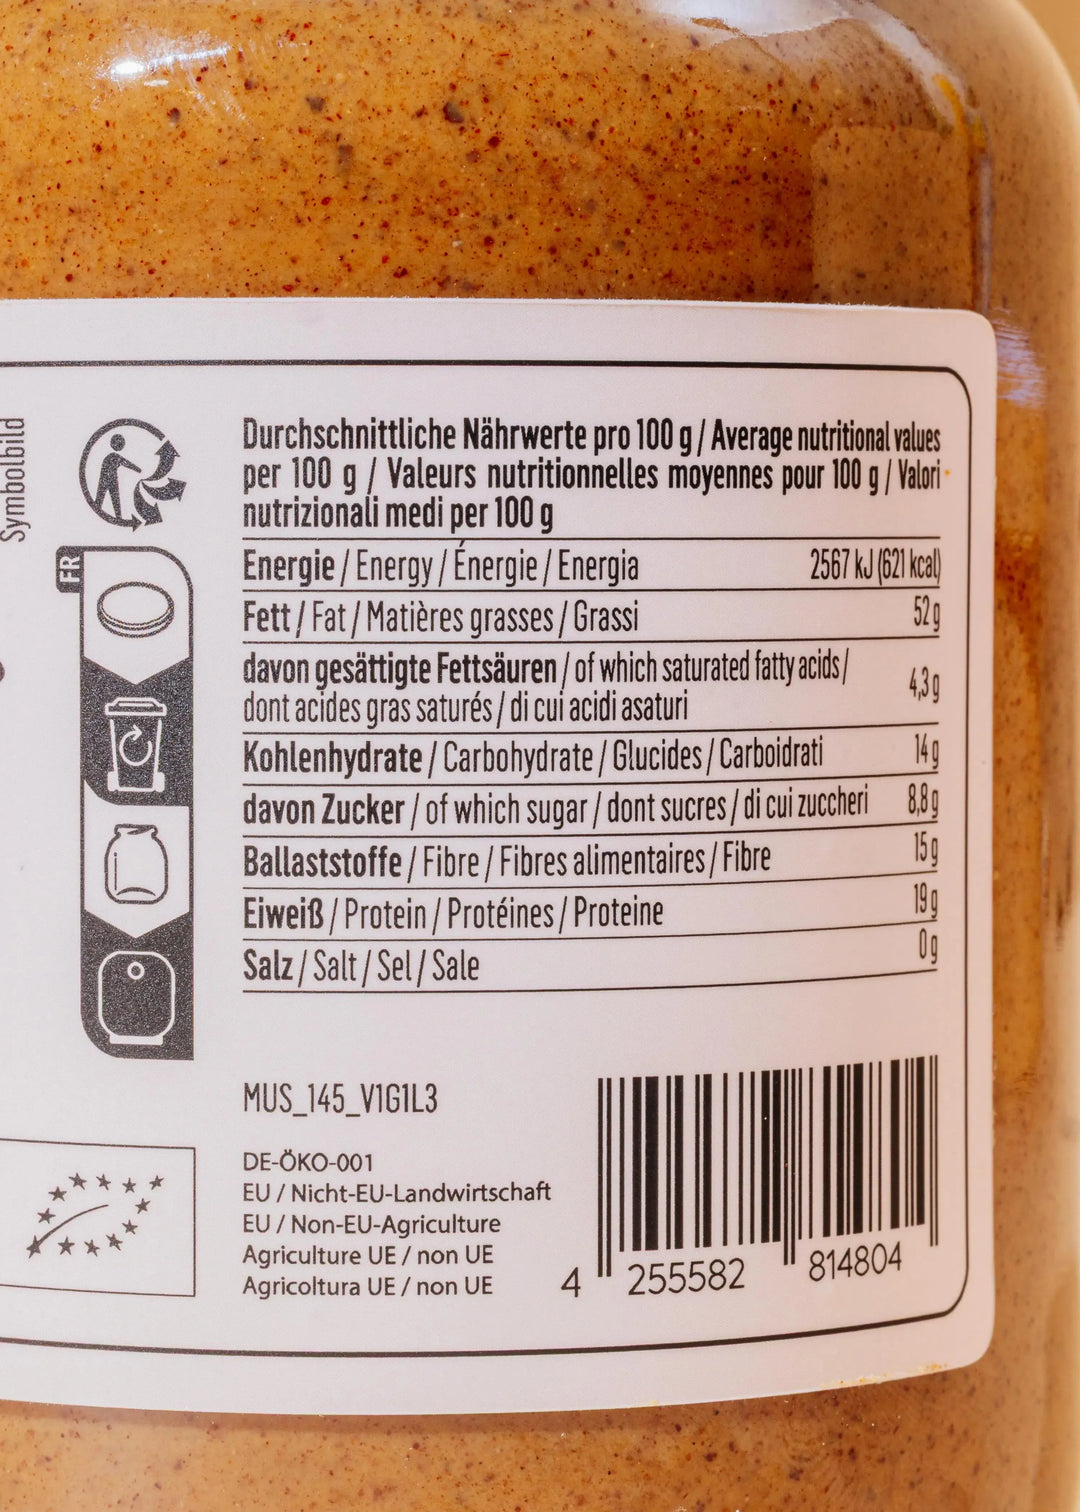 Symbolbild
FR
Durchschnittliche Nährwerte pro 100 g / Average nutritional values
per 100 g / Valeurs nutritionnelles moyennes pour 100 g / Valori
nutrizionali medi per 100 g
Energie / Energy / Énergie / Energia 2567 kJ (621 kcal)
Fett / Fat / Matières grasses / Grassi 52 g
davon gesättigte Fettsäuren / of which saturated fatty acids /
dont acides gras saturés / di cui acidi asaturi 4,3 g
Kohlenhydrate / Carbohydrate / Glucides / Carboidrati 14 g
davon Zucker / of which sugar / dont sucres / di cui zuccheri 8,8 g
Ballaststoffe / Fibre / Fibres alimentaires / Fibre 15 g
Eiweiß / Protein / Protéines / Proteine 19 g
Salz / Salt / Sel / Sale 0 g
MUS_145_V1G1L3
DE-ÖKO-001
EU / Nicht-EU-Landwirtschaft
EU / Non-EU-Agriculture
Agriculture UE / non UE
Agricoltura UE / non UE
4 255582 814804